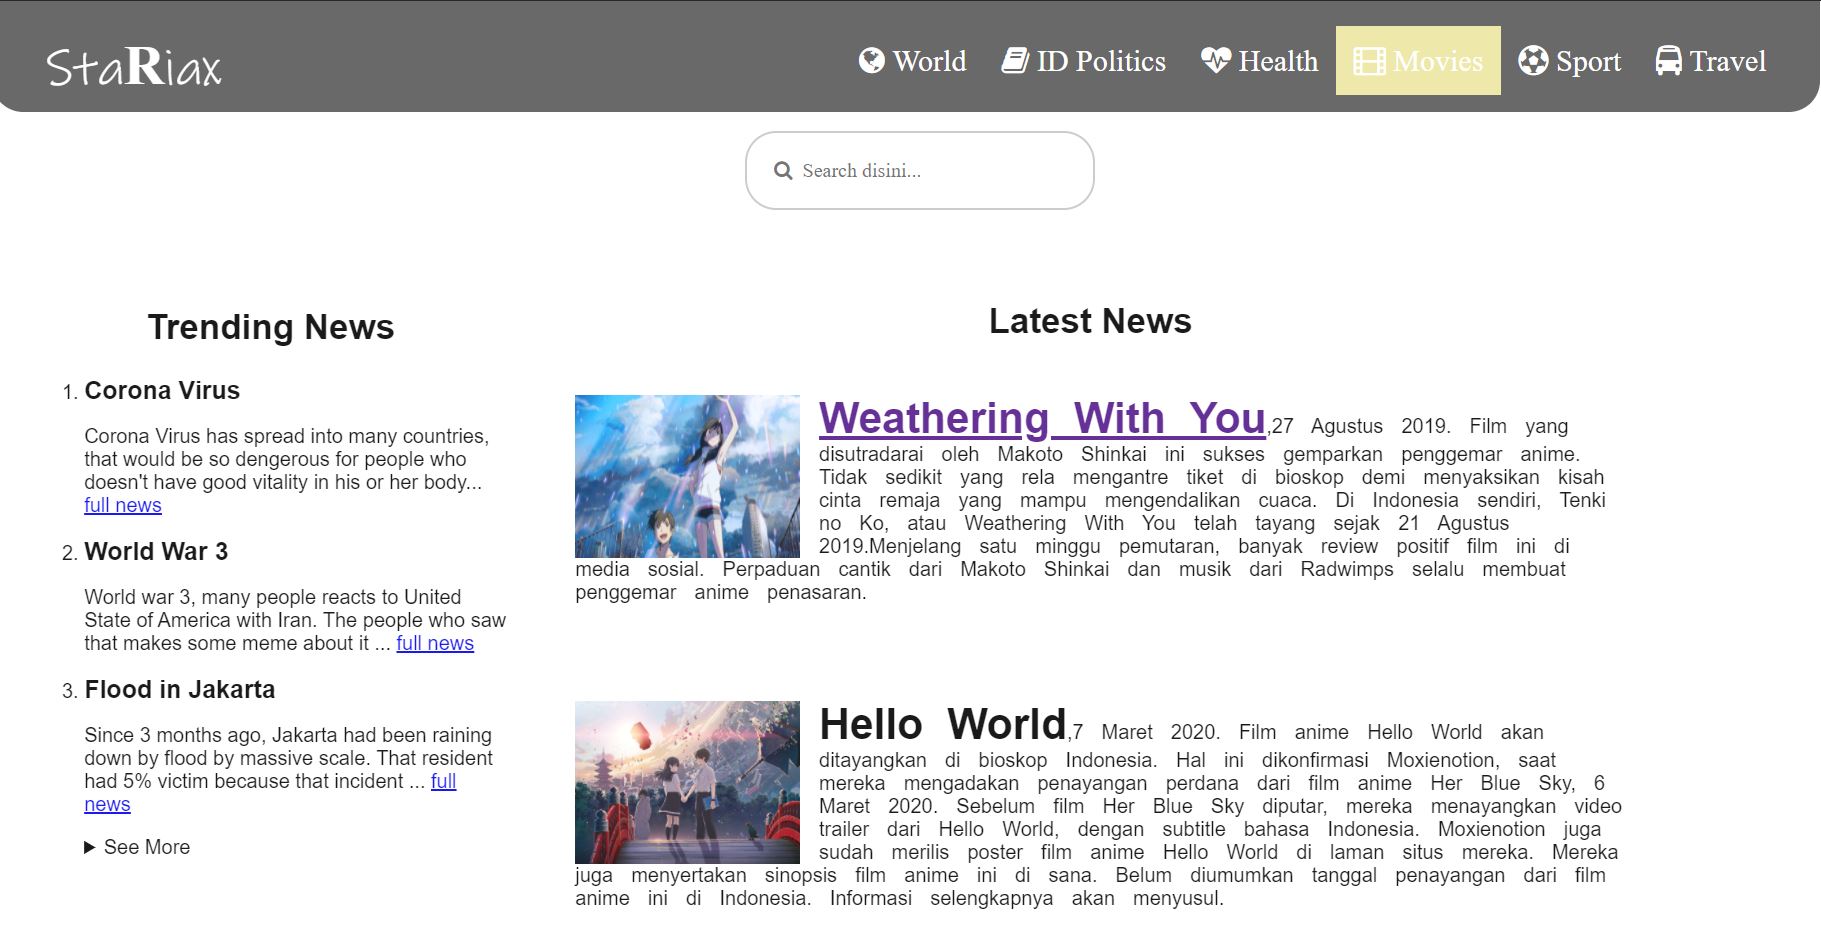 StaRiax
World
ID Politics
Health
Movies
Sport
Travel
Search disini...
Trending News
1. Corona Virus
Corona Virus has spread into many countries,
that would be so dengerous for people who
doesn't have good vitality in his or her body...
full news
2. World War 3
World war 3, many people reacts to United
State of America with Iran. The people who saw
that makes some meme about it ... full news
3. Flood in Jakarta
Since 3 months ago, Jakarta had been raining
down by flood by massive scale. That resident
had 5% victim because that incident ... full
news
See More
Latest News
Weathering With You,27 Agustus 2019. Film yang
disutradarai oleh Makoto Shinkai ini sukses gemparkan penggemar anime.
Tidak sedikit yang rela mengantre tiket di bioskop demi menyaksikan kisah
cinta remaja yang mampu mengendalikan cuaca. Di Indonesia sendiri, Tenki
no Ko, atau Weathering With You telah tayang sejak 21 Agustus
2019.Menjelang satu minggu pemutaran, banyak review positif film ini di
media sosial. Perpaduan cantik dari Makoto Shinkai dan musik dari Radwimps selalu membuat
penggemar anime penasaran.
Hello World,7 Maret 2020. Film anime Hello World akan
ditayangkan di bioskop Indonesia. Hal ini dikonfirmasi Moxienotion, saat
mereka mengadakan penayangan perdana dari film anime Her Blue Sky, 6
Maret 2020. Sebelum film Her Blue Sky diputar, mereka menayangkan video
trailer dari Hello World, dengan subtitle bahasa Indonesia. Moxienotion juga
sudah merilis poster film anime Hello World di laman situs mereka. Mereka
juga menyertakan sinopsis film anime ini di sana. Belum diumumkan tanggal penayangan dari film
anime ini di Indonesia. Informasi selengkapnya akan menyusul.